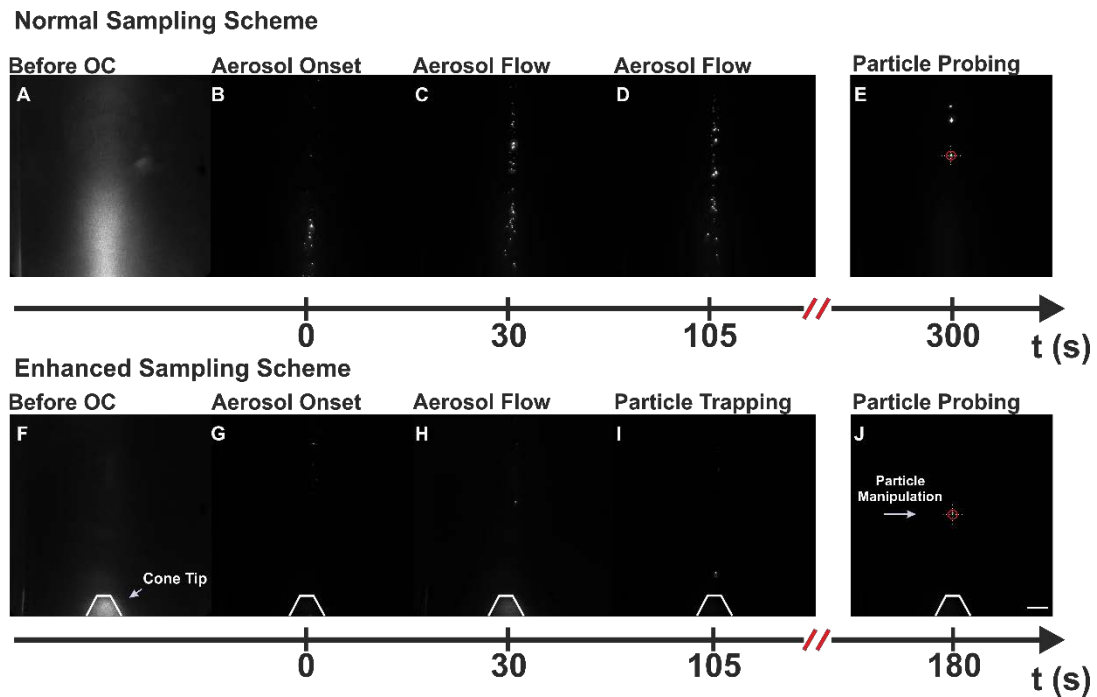 Normal Sampling Scheme
Before OC Aerosol Onset Aerosol Flow Aerosol Flow Particle Probing
A B C D E
0 30 105 300
t (s)
Enhanced Sampling Scheme
Before OC Aerosol Onset Aerosol Flow Particle Trapping Particle Probing
F G H I J
Particle
Manipulation
Cone Tip
0 30 105 180
t (s)